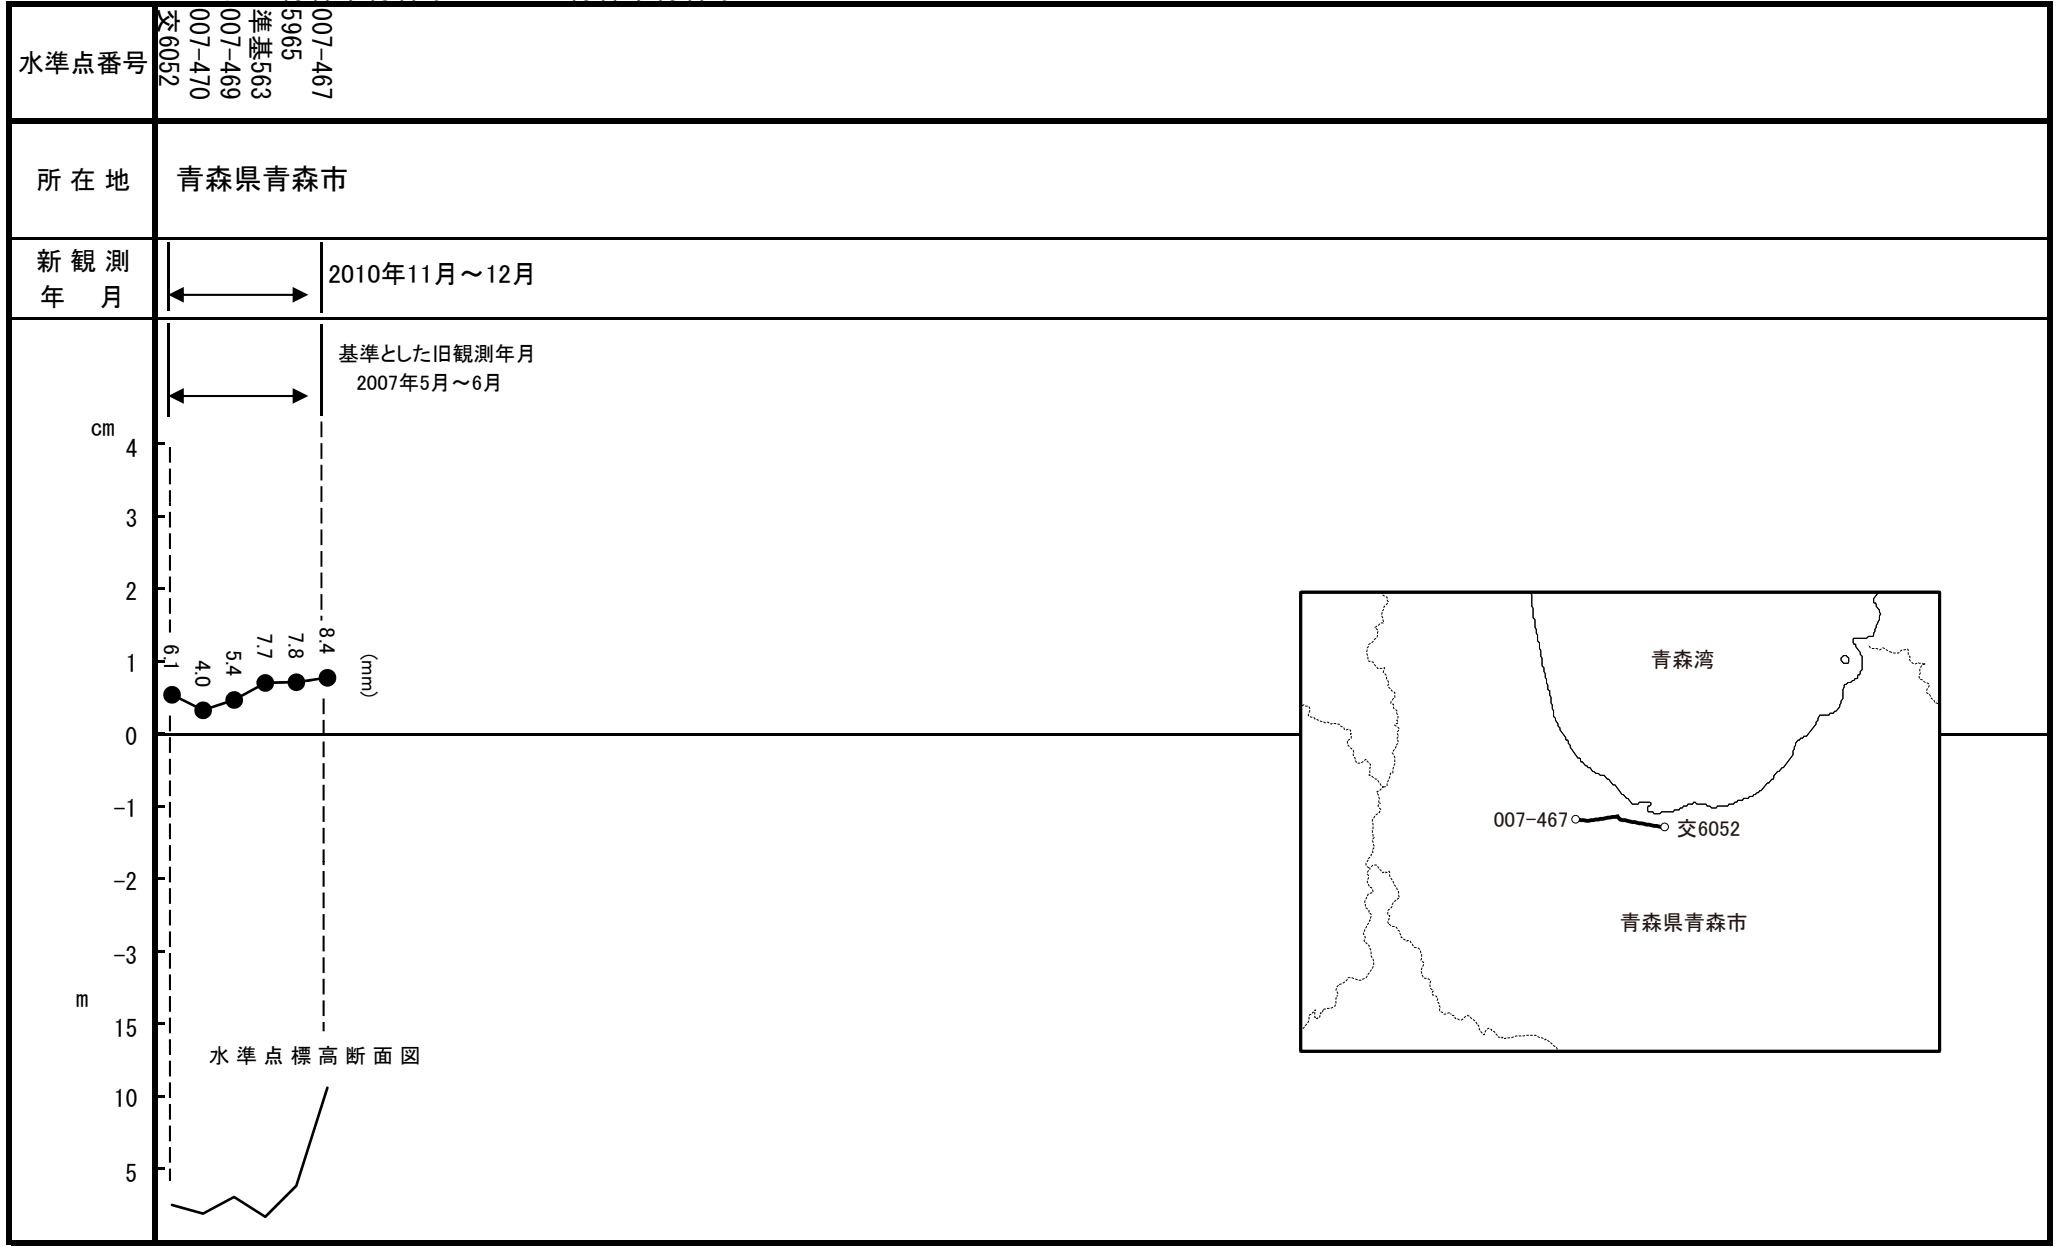 水準点番号
交6052
007-470
007-469
準基563
5965
007-467
所在地
青森県青森市
新観測
年 月
2010年11月~12月
基準とした旧観測年月
2007年5月~6月
cm
4
3
2
1
0
-1
-2
-3
6.1
4.0
5.4
7.7
7.8
8.4
(mm)
m
15
10
5
水準点標高断面図
青森湾
007-467
交6052
青森県青森市